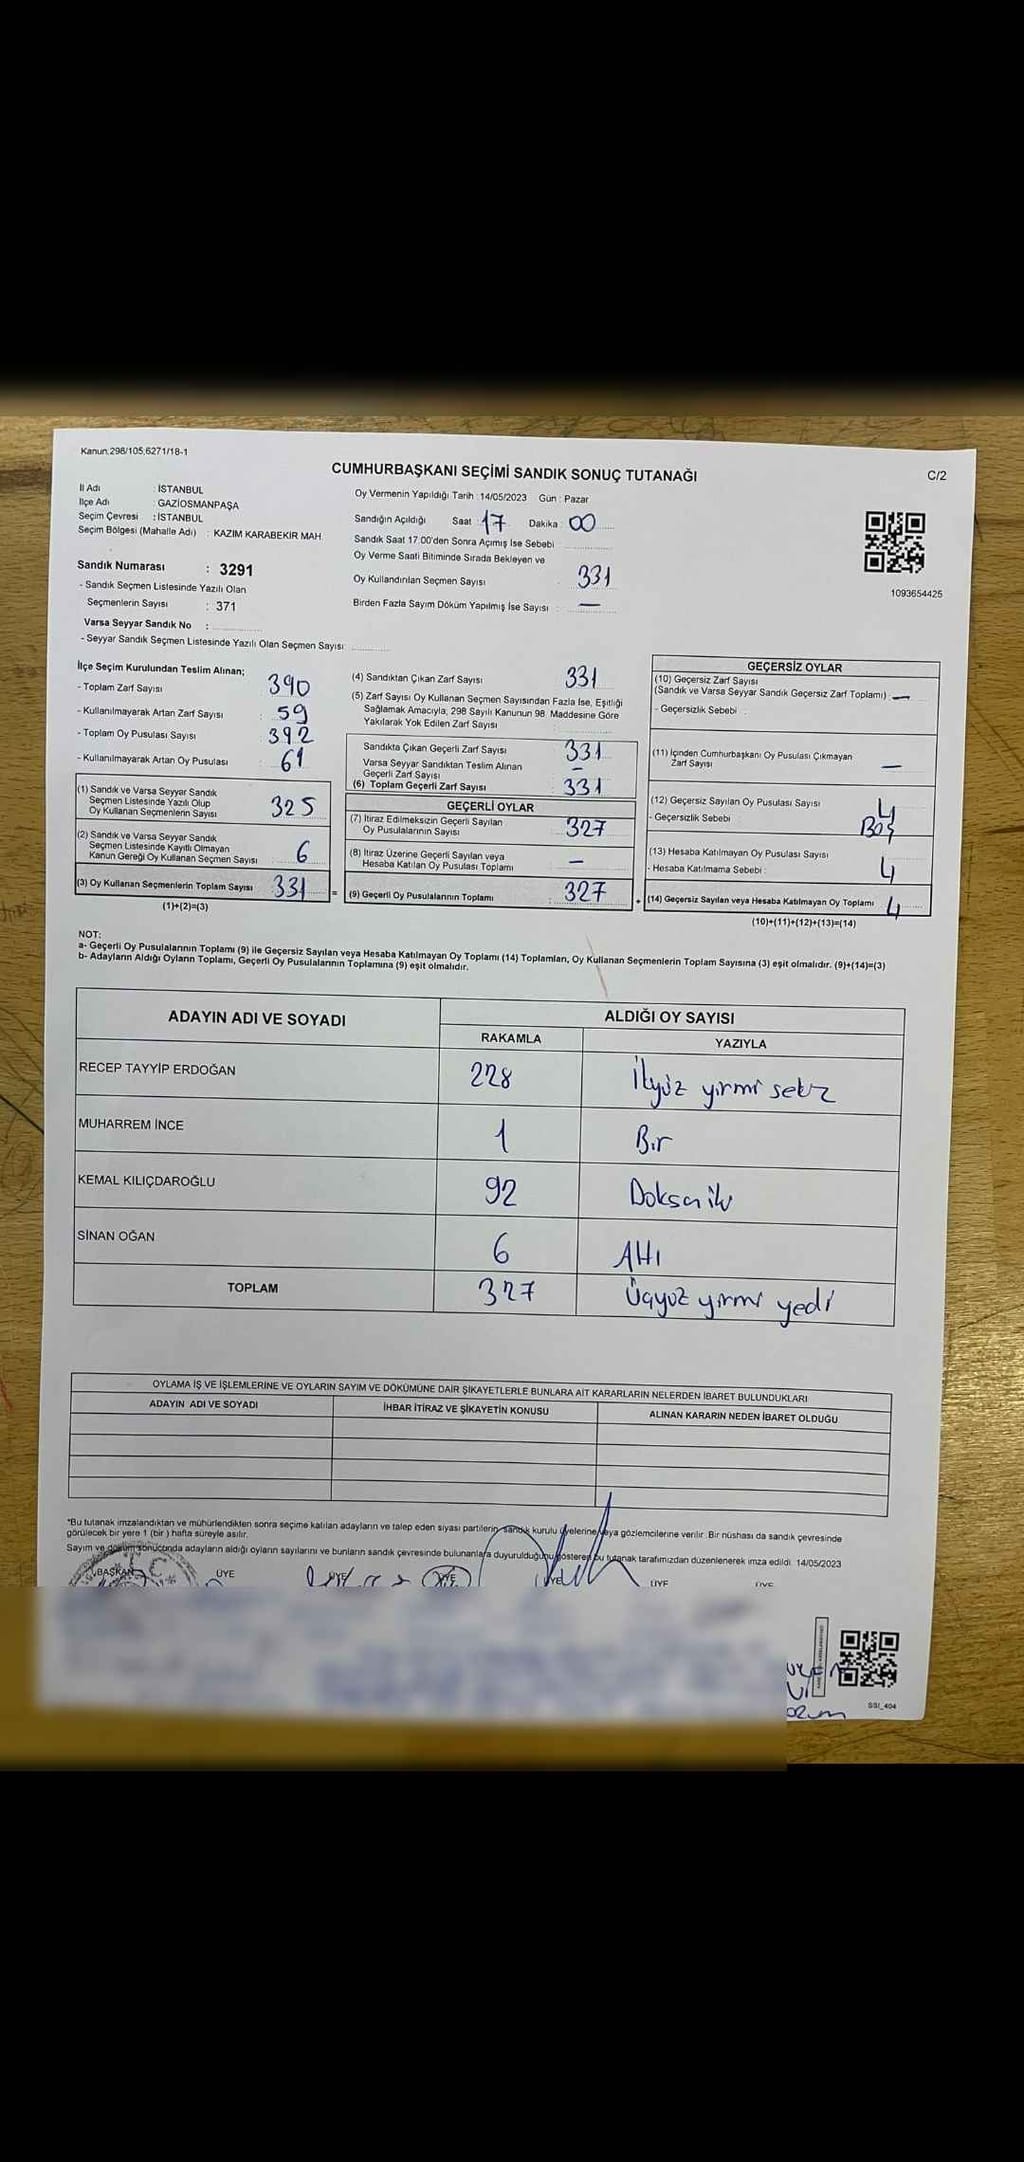 Kanun:298/105,6271/18-1
CUMHURBAŞKANI SEÇİMİ SANDIK SONUÇ TUTANAĞI
C/2
İl Adı : İSTANBUL
İlçe Adı : GAZİOSMANPAŞA
Seçim Çevresi : İSTANBUL
Seçim Bölgesi (Mahalle Adı) : KAZIM KARABEKİR MAH.
Oy Vermenin Yapıldığı Tarih : 14/05/2023 Gün : Pazar
Sandığın Açıldığı Saat 17 Dakika : 00
Sandık Saat 17.00'den Sonra Açımış İse Sebebi
Oy Verme Saati Bitiminde Sırada Bekleyen ve
Oy Kullandırılan Seçmen Sayısı 331
Birden Fazla Sayım Döküm Yapılmış İse Sayısı : —
1093654425
Sandık Numarası : 3291
- Sandık Seçmen Listesinde Yazılı Olan
Seçmenlerin Sayısı : 371
Varsa Seyyar Sandık No :
- Seyyar Sandık Seçmen Listesinde Yazılı Olan Seçmen Sayısı:
İlçe Seçim Kurulundan Teslim Alınan;
- Toplam Zarf Sayısı 390
- Kullanılmayarak Artan Zarf Sayısı : 59
- Toplam Oy Pusulası Sayısı 392
- Kullanılmayarak Artan Oy Pusulası : 61
(1) Sandık ve Varsa Seyyar Sandık
Seçmen Listesinde Yazılı Olup
Oy Kullanan Seçmenlerin Sayısı 325
(2) Sandık ve Varsa Seyyar Sandık
Seçmen Listesinde Kayıtlı Olmayan
Kanun Gereği Oy Kullanan Seçmen Sayısı 6
(3) Oy Kullanan Seçmenlerin Toplam Sayısı 331 =
(1)+(2)=(3)
(4) Sandıktan Çıkan Zarf Sayısı 331
(5) Zarf Sayısı Oy Kullanan Seçmen Sayısından Fazla İse, Eşitliği
Sağlamak Amacıyla, 298 Sayılı Kanunun 98. Maddesine Göre
Yakılarak Yok Edilen Zarf Sayısı
Sandıkta Çıkan Geçerli Zarf Sayısı 331
Varsa Seyyar Sandıktan Teslim Alınan
Geçerli Zarf Sayısı —
(6) Toplam Geçerli Zarf Sayısı 331
GEÇERLİ OYLAR
(7) İtiraz Edilmeksizin Geçerli Sayılan
Oy Pusulalarının Sayısı 327
(8) İtiraz Üzerine Geçerli Sayılan veya
Hesaba Katılan Oy Pusulası Toplamı —
(9) Geçerli Oy Pusulalarının Toplamı : 327 +
GEÇERSİZ OYLAR
(10) Geçersiz Zarf Sayısı
(Sandık ve Varsa Seyyar Sandık Geçersiz Zarf Toplamı) : —
- Geçersizlik Sebebi :
(11) İçinden Cumhurbaşkanı Oy Pusulası Çıkmayan
Zarf Sayısı —
(12) Geçersiz Sayılan Oy Pusulası Sayısı 4
- Geçersizlik Sebebi Boş
(13) Hesaba Katılmayan Oy Pusulası Sayısı
- Hesaba Katılmama Sebebi : 4
(14) Geçersiz Sayılan veya Hesaba Katılmayan Oy Toplamı 4
(10)+(11)+(12)+(13)=(14)
NOT:
a- Geçerli Oy Pusulalarının Toplamı (9) ile Geçersiz Sayılan veya Hesaba Katılmayan Oy Toplamı (14) Toplamları, Oy Kullanan Seçmenlerin Toplam Sayısına (3) eşit olmalıdır. (9)+(14)=(3)
b- Adayların Aldığı Oyların Toplamı, Geçerli Oy Pusulalarının Toplamına (9) eşit olmalıdır.
ADAYIN ADI VE SOYADI
ALDIĞI OY SAYISI
RAKAMLA YAZIYLA
RECEP TAYYİP ERDOĞAN 228 İkiyüz yirmi sekiz
MUHARREM İNCE 1 Bir
KEMAL KILIÇDAROĞLU 92 Doksaniki
SİNAN OĞAN 6 Altı
TOPLAM 327 Üçyüz yirmi yedi
OYLAMA İŞ VE İŞLEMLERİNE VE OYLARIN SAYIM VE DÖKÜMÜNE DAİR ŞİKAYETLERLE BUNLARA AİT KARARLARIN NELERDEN İBARET BULUNDUKLARI
ADAYIN ADI VE SOYADI İHBAR İTİRAZ VE ŞİKAYETİN KONUSU ALINAN KARARIN NEDEN İBARET OLDUĞU
*Bu tutanak imzalandıktan ve mühürlendikten sonra seçime katılan adayların ve talep eden siyasi partilerin sandık kurulu üyelerine veya gözlemcilerine verilir. Bir nüshası da sandık çevresinde
görülecek bir yere 1 (bir) hafta süreyle asılır.
Sayım ve döküm sonucunda adayların aldığı oyların sayılarını ve bunların sandık çevresinde bulunanlara duyurulduğunu gösteren bu tutanak tarafımızdan düzenlenerek imza edildi. 14/05/2023
BAŞKAN ÜYE ÜYE ÜYE ÜYE ÜYE ÜYE
SSI_404